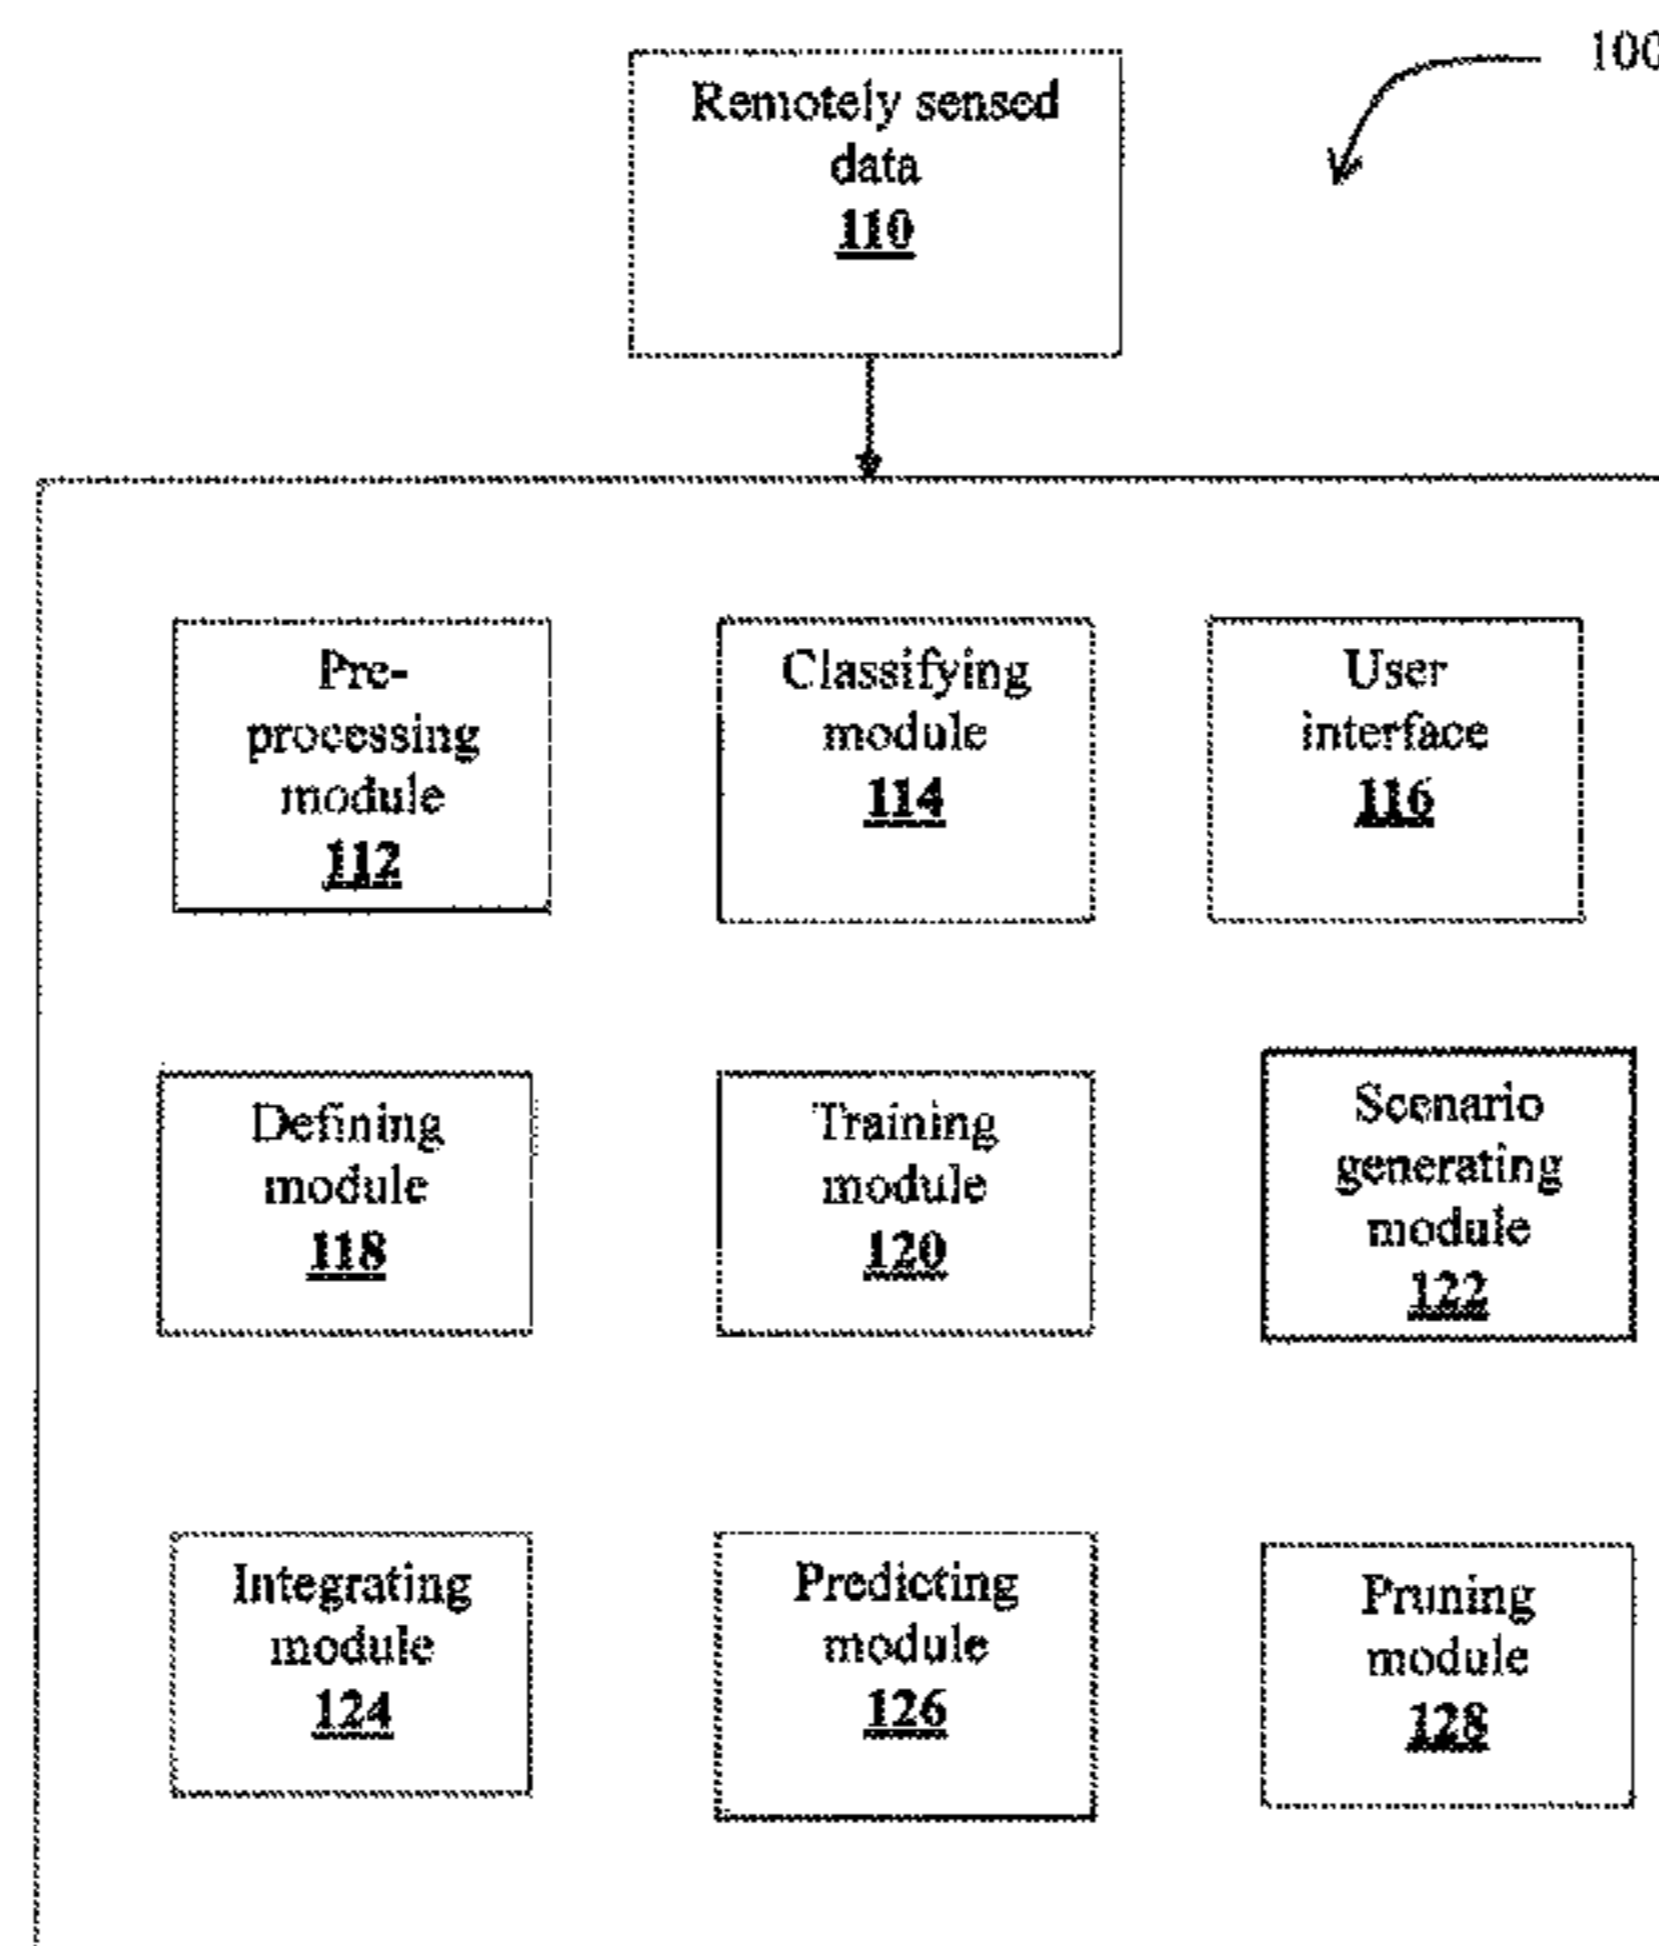 100
Remotely sensed
data
110
Pre-
processing
module
112
Classifying
module
114
User
interface
116
Defining
module
118
Training
module
120
Scenario
generating
module
122
Integrating
module
124
Predicting
module
126
Pruning
module
128